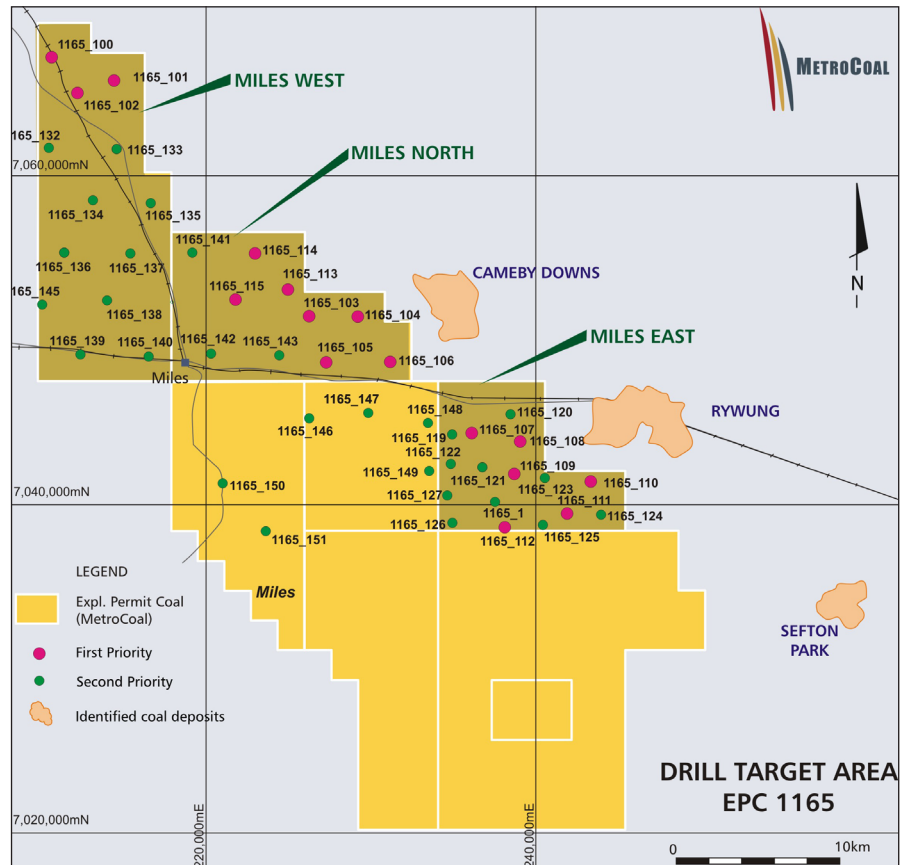 1165_100
1165_101
1165_102
METROCOAL
MILES WEST
165_132
1165_133
7,060,000mN
MILES NORTH
1165_134
1165_135
1165_141
1165_114
1165_136
1165_137
1165_113
CAMEBY DOWNS
N
165_145
1165_115
1165_103
1165_104
1165_138
MILES EAST
1165_139
1165_140
1165_142
1165_143
1165_105
1165_106
Miles
1165_147
1165_148
1165_120
RYWUNG
1165_146
1165_119
1165_107
1165_108
1165_122
1165_149
1165_121
1165_109
1165_150
1165_127
1165_123
1165_110
7,040,000mN
1165_1
1165_111
1165_126
1165_124
1165_151
1165_112
1165_125
LEGEND
Expl. Permit Coal
(MetroCoal)
Miles
First Priority
Second Priority
Identified coal deposits
SEFTON
PARK
DRILL TARGET AREA
EPC 1165
7,020,000mN
220,000mE
240,000mE
0
10km